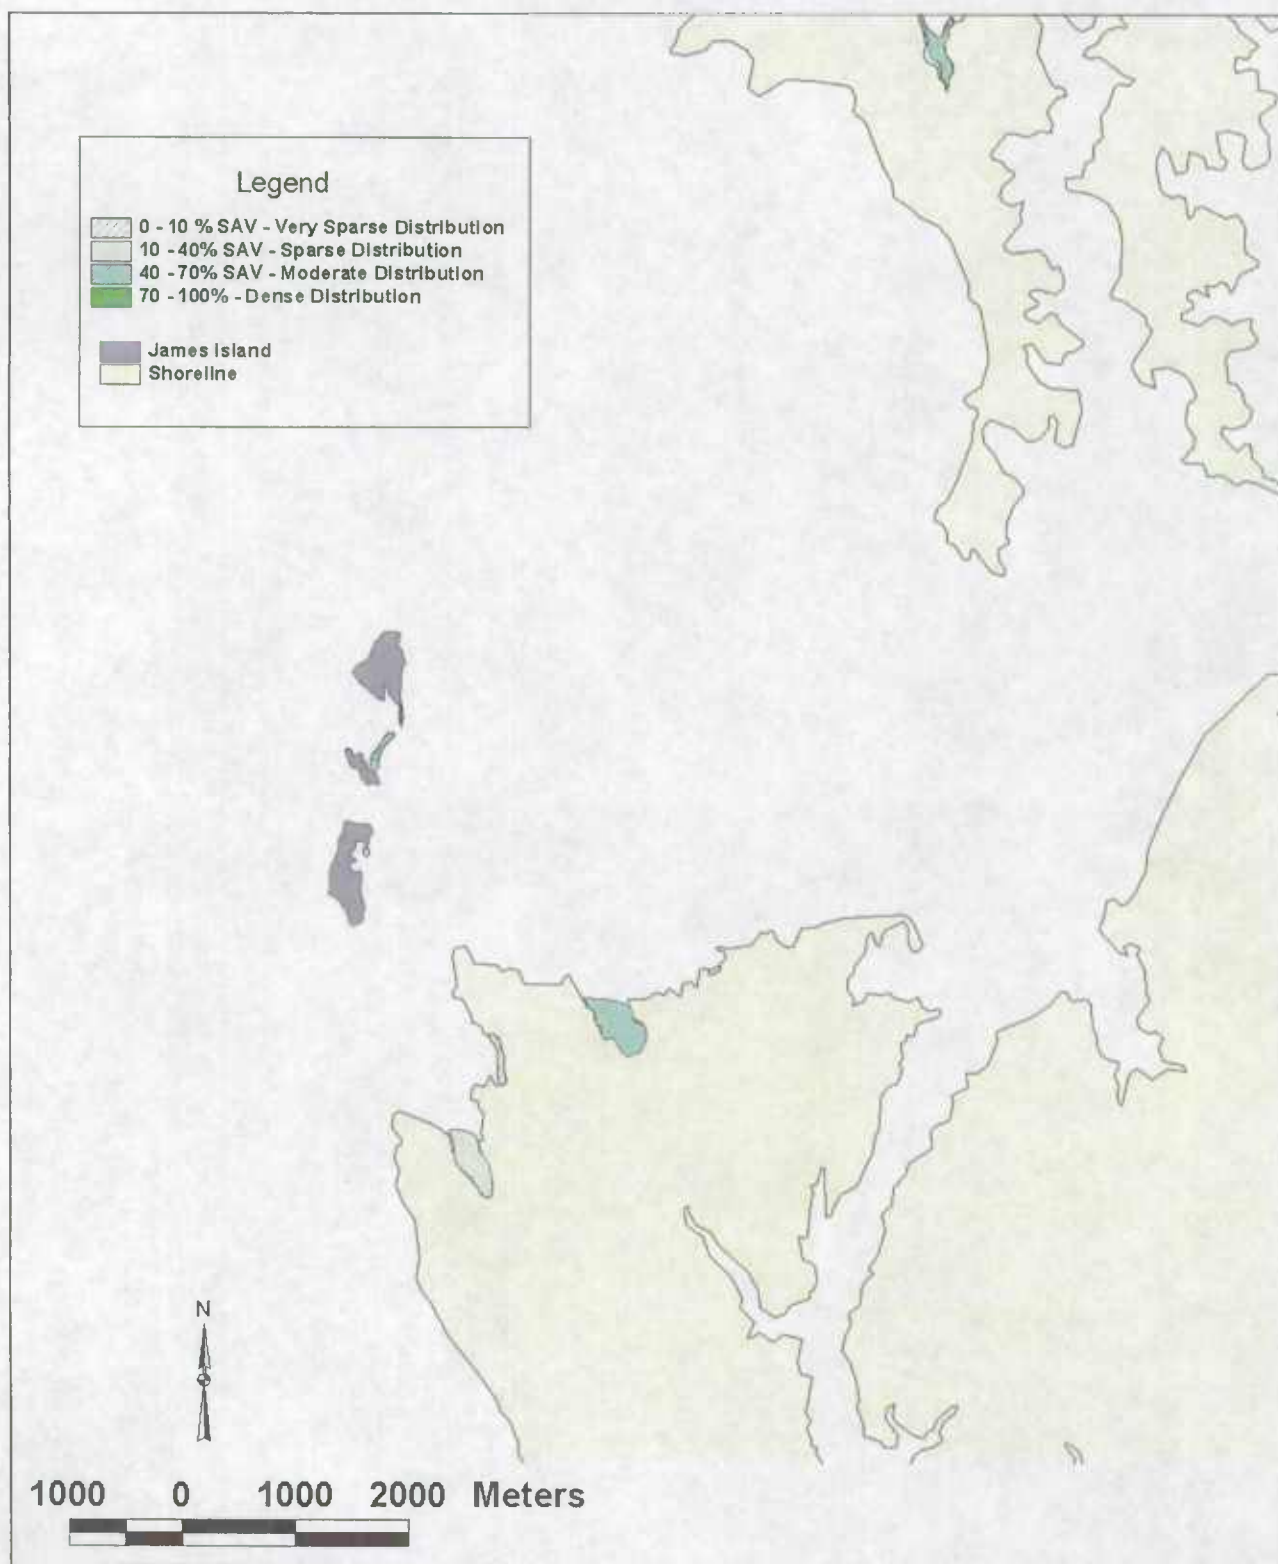 Legend
0 - 10 % SAV - Very Sparse Distribution
10 - 40% SAV - Sparse Distribution
40 - 70% SAV - Moderate Distribution
70 - 100% - Dense Distribution
James Island
Shoreline
N
1000 0 1000 2000 Meters